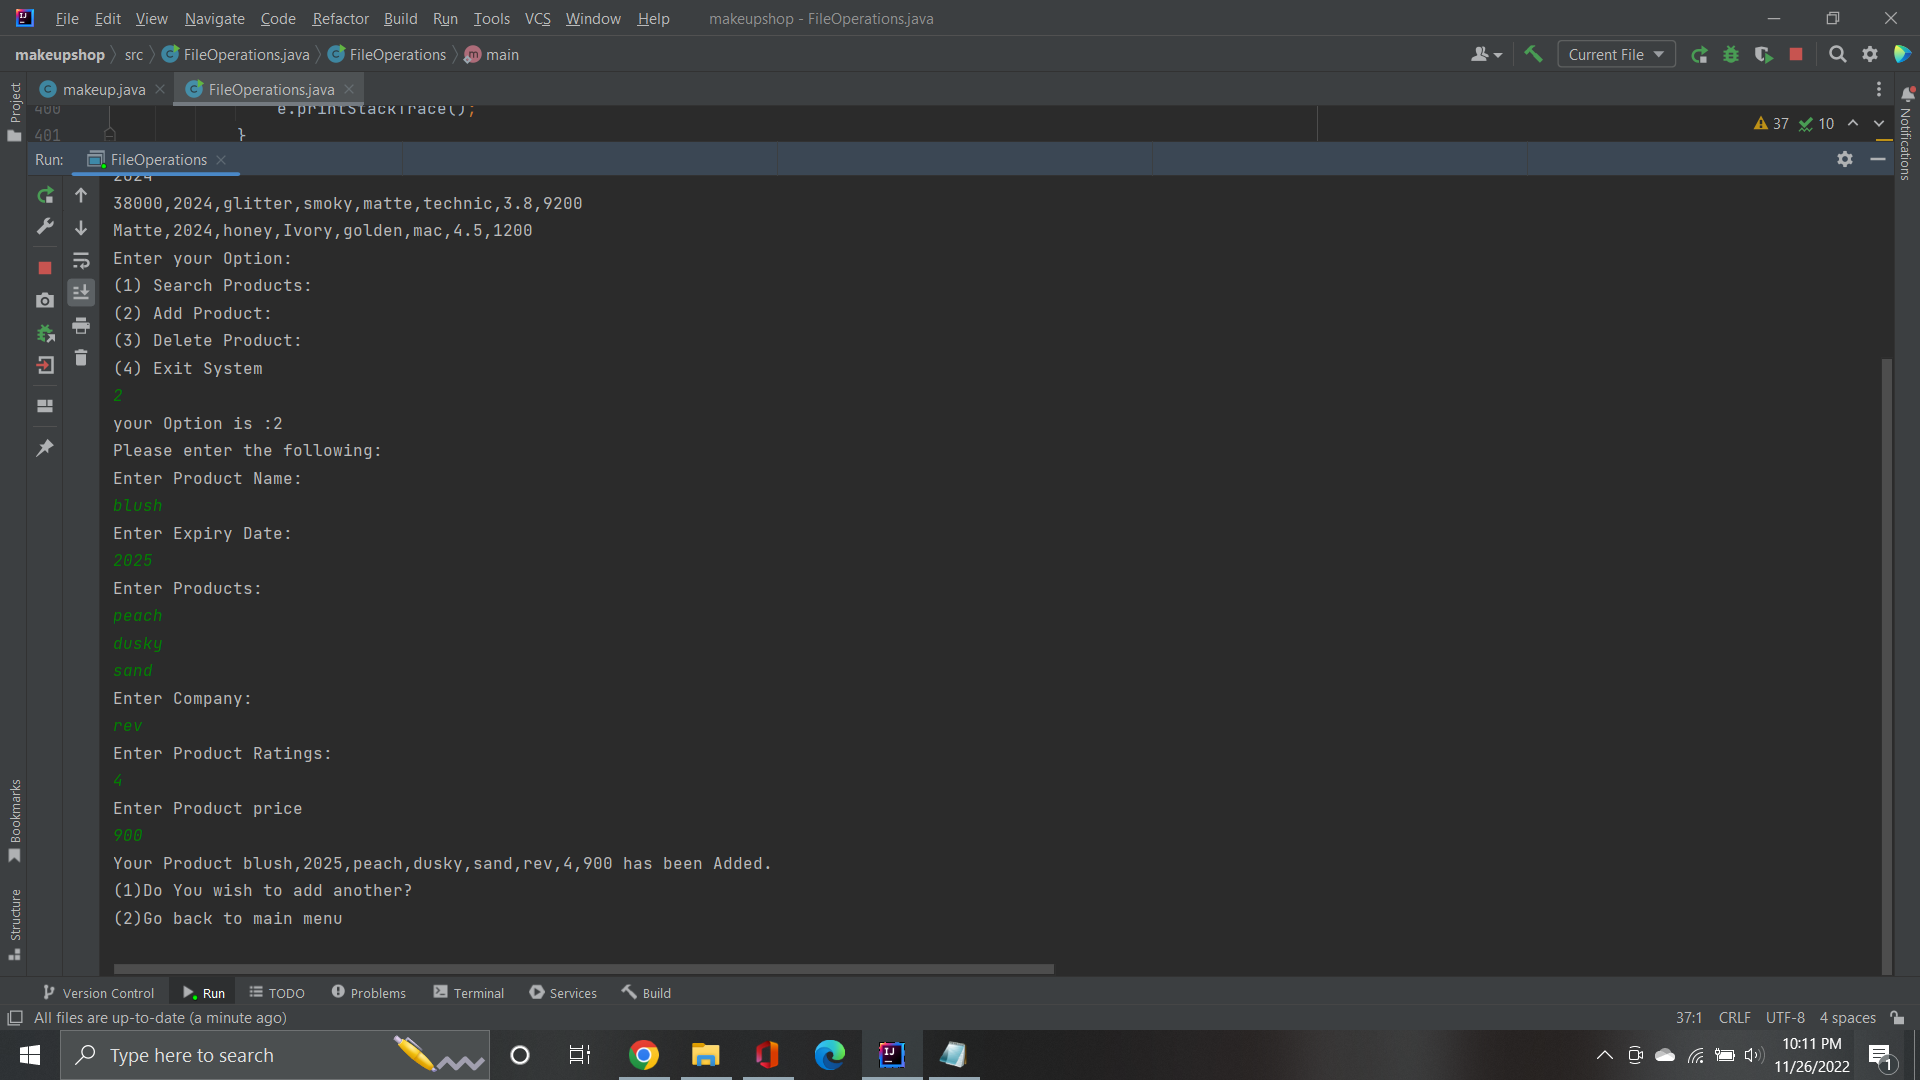 File Edit View Navigate Code Refactor Build Run Tools VCS Window Help makeupshop - FileOperations.java
makeupshop src FileOperations.java FileOperations main Current File
makeup.java FileOperations.java
Project
Notifications
400 e.printStackTrace();
401 }
37 10
Run: FileOperations
2024
38000,2024,glitter,smoky,matte,technic,3.8,9200
Matte,2024,honey,Ivory,golden,mac,4.5,1200
Enter your Option:
(1) Search Products:
(2) Add Product:
(3) Delete Product:
(4) Exit System
2
your Option is :2
Please enter the following:
Enter Product Name:
blush
Enter Expiry Date:
2025
Enter Products:
peach
dusky
sand
Enter Company:
rev
Enter Product Ratings:
4
Enter Product price
900
Your Product blush,2025,peach,dusky,sand,rev,4,900 has been Added.
(1)Do You wish to add another?
(2)Go back to main menu
Bookmarks
Structure
Version Control Run TODO Problems Terminal Services Build
All files are up-to-date (a minute ago) 37:1 CRLF UTF-8 4 spaces
Type here to search
10:11 PM
11/26/2022
1